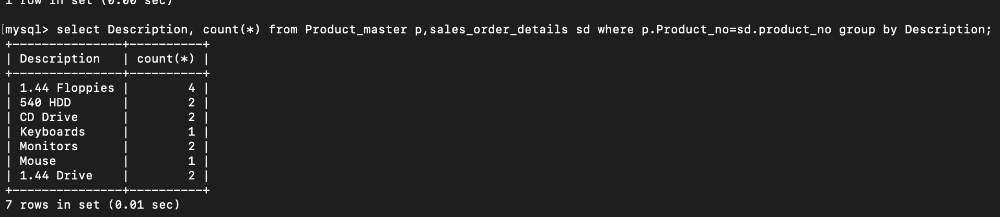 1 row in set (0.00 sec)
[mysql> select Description, count(*) from Product_master p,sales_order_details sd where p.Product_no=sd.product_no group by Description;
+---------------+----------+
| Description   | count(*) |
+---------------+----------+
| 1.44 Floppies |        4 |
| 540 HDD       |        2 |
| CD Drive      |        2 |
| Keyboards     |        1 |
| Monitors      |        2 |
| Mouse         |        1 |
| 1.44 Drive    |        2 |
+---------------+----------+
7 rows in set (0.01 sec)